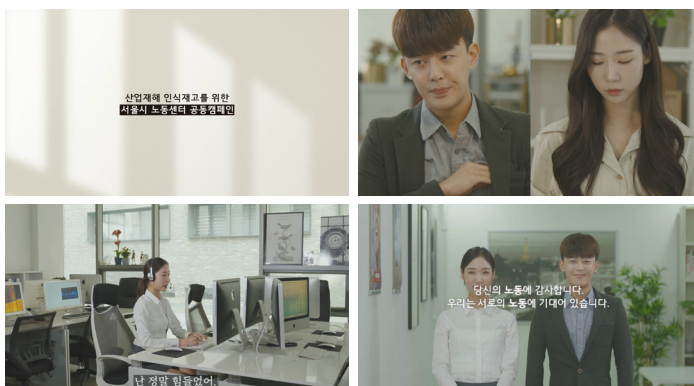 산업재해 인식재고를 위한
서울시 노동센터 공동캠페인
난 정말 힘들었어.
당신의 노동에 감사합니다.
우리는 서로의 노동에 기대어 있습니다.